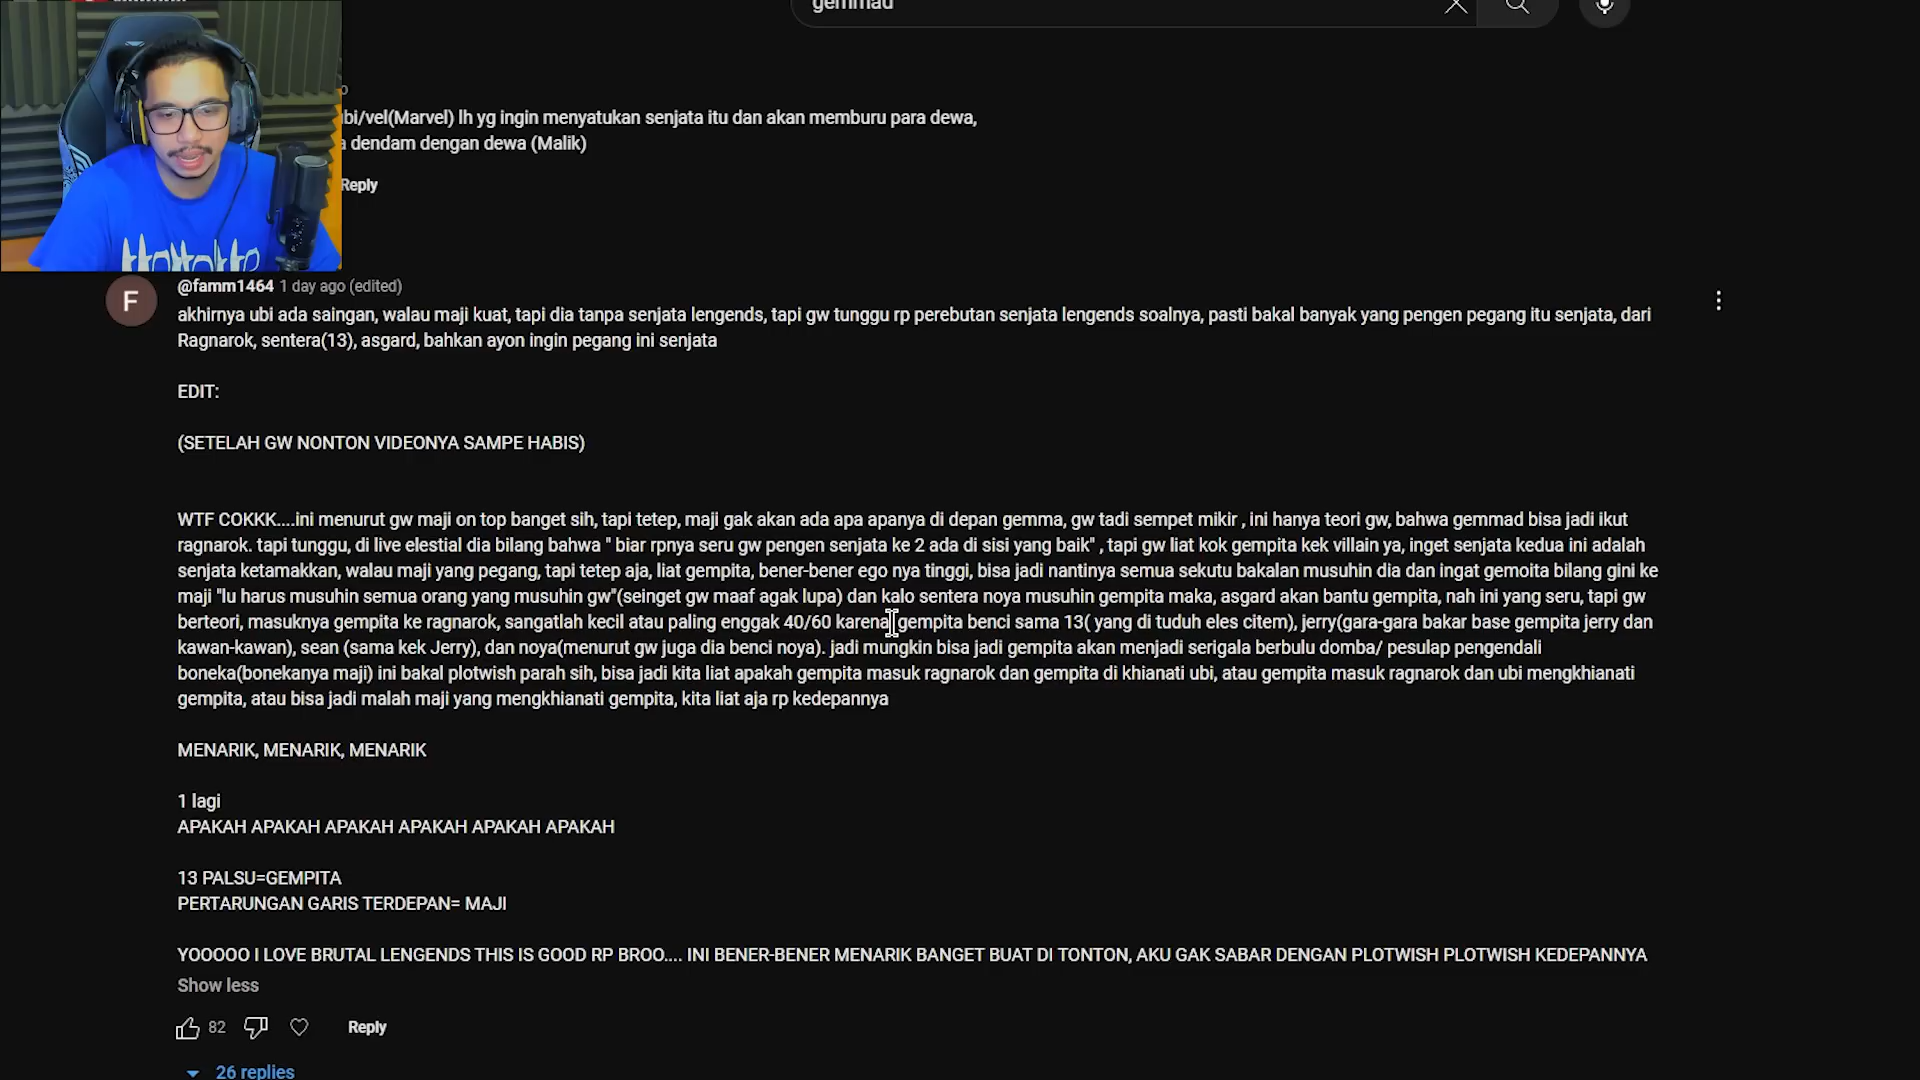 gemmad
bi/vel(Marvel) lh yg ingin menyatukan senjata itu dan akan memburu para dewa,
a dendam dengan dewa (Malik)
Reply
F
@famm1464 1 day ago (edited)
akhirnya ubi ada saingan, walau maji kuat, tapi dia tanpa senjata lengends, tapi gw tunggu rp perebutan senjata lengends soalnya, pasti bakal banyak yang pengen pegang itu senjata, dari
Ragnarok, sentera(13), asgard, bahkan ayon ingin pegang ini senjata
EDIT:
(SETELAH GW NONTON VIDEONYA SAMPE HABIS)
WTF COKKK....ini menurut gw maji on top banget sih, tapi tetep, maji gak akan ada apa apanya di depan gemma, gw tadi sempet mikir , ini hanya teori gw, bahwa gemmad bisa jadi ikut
ragnarok. tapi tunggu, di live elestial dia bilang bahwa " biar rpnya seru gw pengen senjata ke 2 ada di sisi yang baik" , tapi gw liat kok gempita kek villain ya, inget senjata kedua ini adalah
senjata ketamakkan, walau maji yang pegang, tapi tetep aja, liat gempita, bener-bener ego nya tinggi, bisa jadi nantinya semua sekutu bakalan musuhin dia dan ingat gemoita bilang gini ke
maji "lu harus musuhin semua orang yang musuhin gw"(seinget gw maaf agak lupa) dan kalo sentera noya musuhin gempita maka, asgard akan bantu gempita, nah ini yang seru, tapi gw
berteori, masuknya gempita ke ragnarok, sangatlah kecil atau paling enggak 40/60 karena gempita benci sama 13( yang di tuduh eles citem), jerry(gara-gara bakar base gempita jerry dan
kawan-kawan), sean (sama kek Jerry), dan noya(menurut gw juga dia benci noya). jadi mungkin bisa jadi gempita akan menjadi serigala berbulu domba/ pesulap pengendali
boneka(bonekanya maji) ini bakal plotwish parah sih, bisa jadi kita liat apakah gempita masuk ragnarok dan gempita di khianati ubi, atau gempita masuk ragnarok dan ubi mengkhianati
gempita, atau bisa jadi malah maji yang mengkhianati gempita, kita liat aja rp kedepannya
MENARIK, MENARIK, MENARIK
1 lagi
APAKAH APAKAH APAKAH APAKAH APAKAH APAKAH
13 PALSU=GEMPITA
PERTARUNGAN GARIS TERDEPAN= MAJI
YOOOOO I LOVE BRUTAL LENGENDS THIS IS GOOD RP BROO.... INI BENER-BENER MENARIK BANGET BUAT DI TONTON, AKU GAK SABAR DENGAN PLOTWISH PLOTWISH KEDEPANNYA
Show less
82
Reply
26 replies